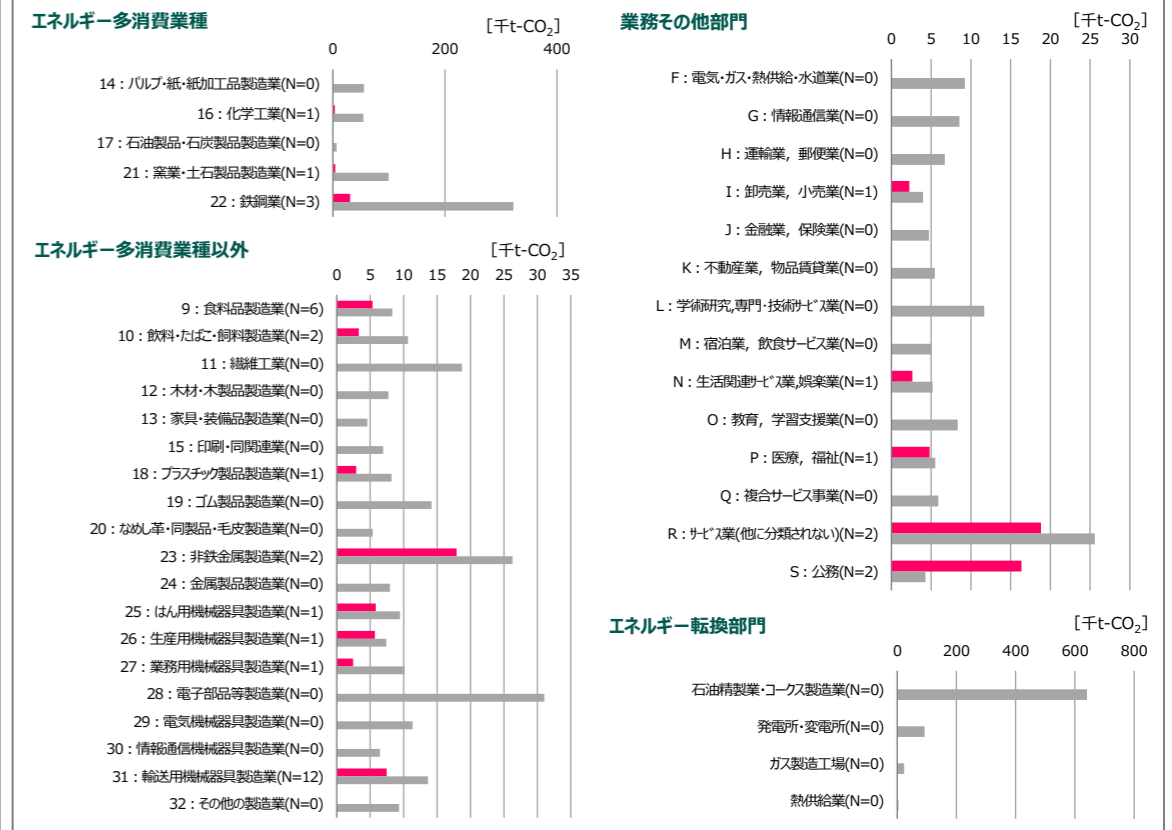 エネルギー多消費業種
[千t-CO₂]
0 200 400
14：パルプ・紙・紙加工品製造業(N=0)
16：化学工業(N=1)
17：石油製品・石炭製品製造業(N=0)
21：窯業・土石製品製造業(N=1)
22：鉄鋼業(N=3)
エネルギー多消費業種以外
[千t-CO₂]
0 5 10 15 20 25 30 35
9：食料品製造業(N=6)
10：飲料・たばこ・飼料製造業(N=2)
11：繊維工業(N=0)
12：木材・木製品製造業(N=0)
13：家具・装備品製造業(N=0)
15：印刷・同関連業(N=0)
18：プラスチック製品製造業(N=1)
19：ゴム製品製造業(N=0)
20：なめし革・同製品・毛皮製造業(N=0)
23：非鉄金属製造業(N=2)
24：金属製品製造業(N=0)
25：はん用機械器具製造業(N=1)
26：生産用機械器具製造業(N=1)
27：業務用機械器具製造業(N=1)
28：電子部品等製造業(N=0)
29：電気機械器具製造業(N=0)
30：情報通信機械器具製造業(N=0)
31：輸送用機械器具製造業(N=12)
32：その他の製造業(N=0)
業務その他部門
[千t-CO₂]
0 5 10 15 20 25 30
F：電気・ガス・熱供給・水道業(N=0)
G：情報通信業(N=0)
H：運輸業，郵便業(N=0)
I：卸売業，小売業(N=1)
J：金融業，保険業(N=0)
K：不動産業，物品賃貸業(N=0)
L：学術研究,専門・技術サービス業(N=0)
M：宿泊業，飲食サービス業(N=0)
N：生活関連サービス業,娯楽業(N=1)
O：教育，学習支援業(N=0)
P：医療，福祉(N=1)
Q：複合サービス事業(N=0)
R：サービス業(他に分類されない)(N=2)
S：公務(N=2)
エネルギー転換部門
[千t-CO₂]
0 200 400 600 800
石油精製業・コークス製造業(N=0)
発電所・変電所(N=0)
ガス製造工場(N=0)
熱供給業(N=0)